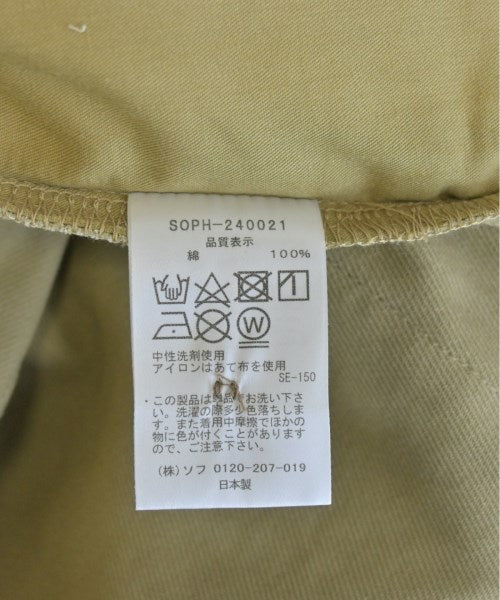 SOPH-240021
品質表示
綿 100%
W
中性洗剤使用
アイロンはあて布を使用
SE-150
・この製品は単品でお洗い下さ
い。洗濯の際多少色落ちしま
す。また着用中摩擦でほかの
物に色が付くことがあります
ので、ご注意下さい。
(株)ソフ 0120-207-019
日本製